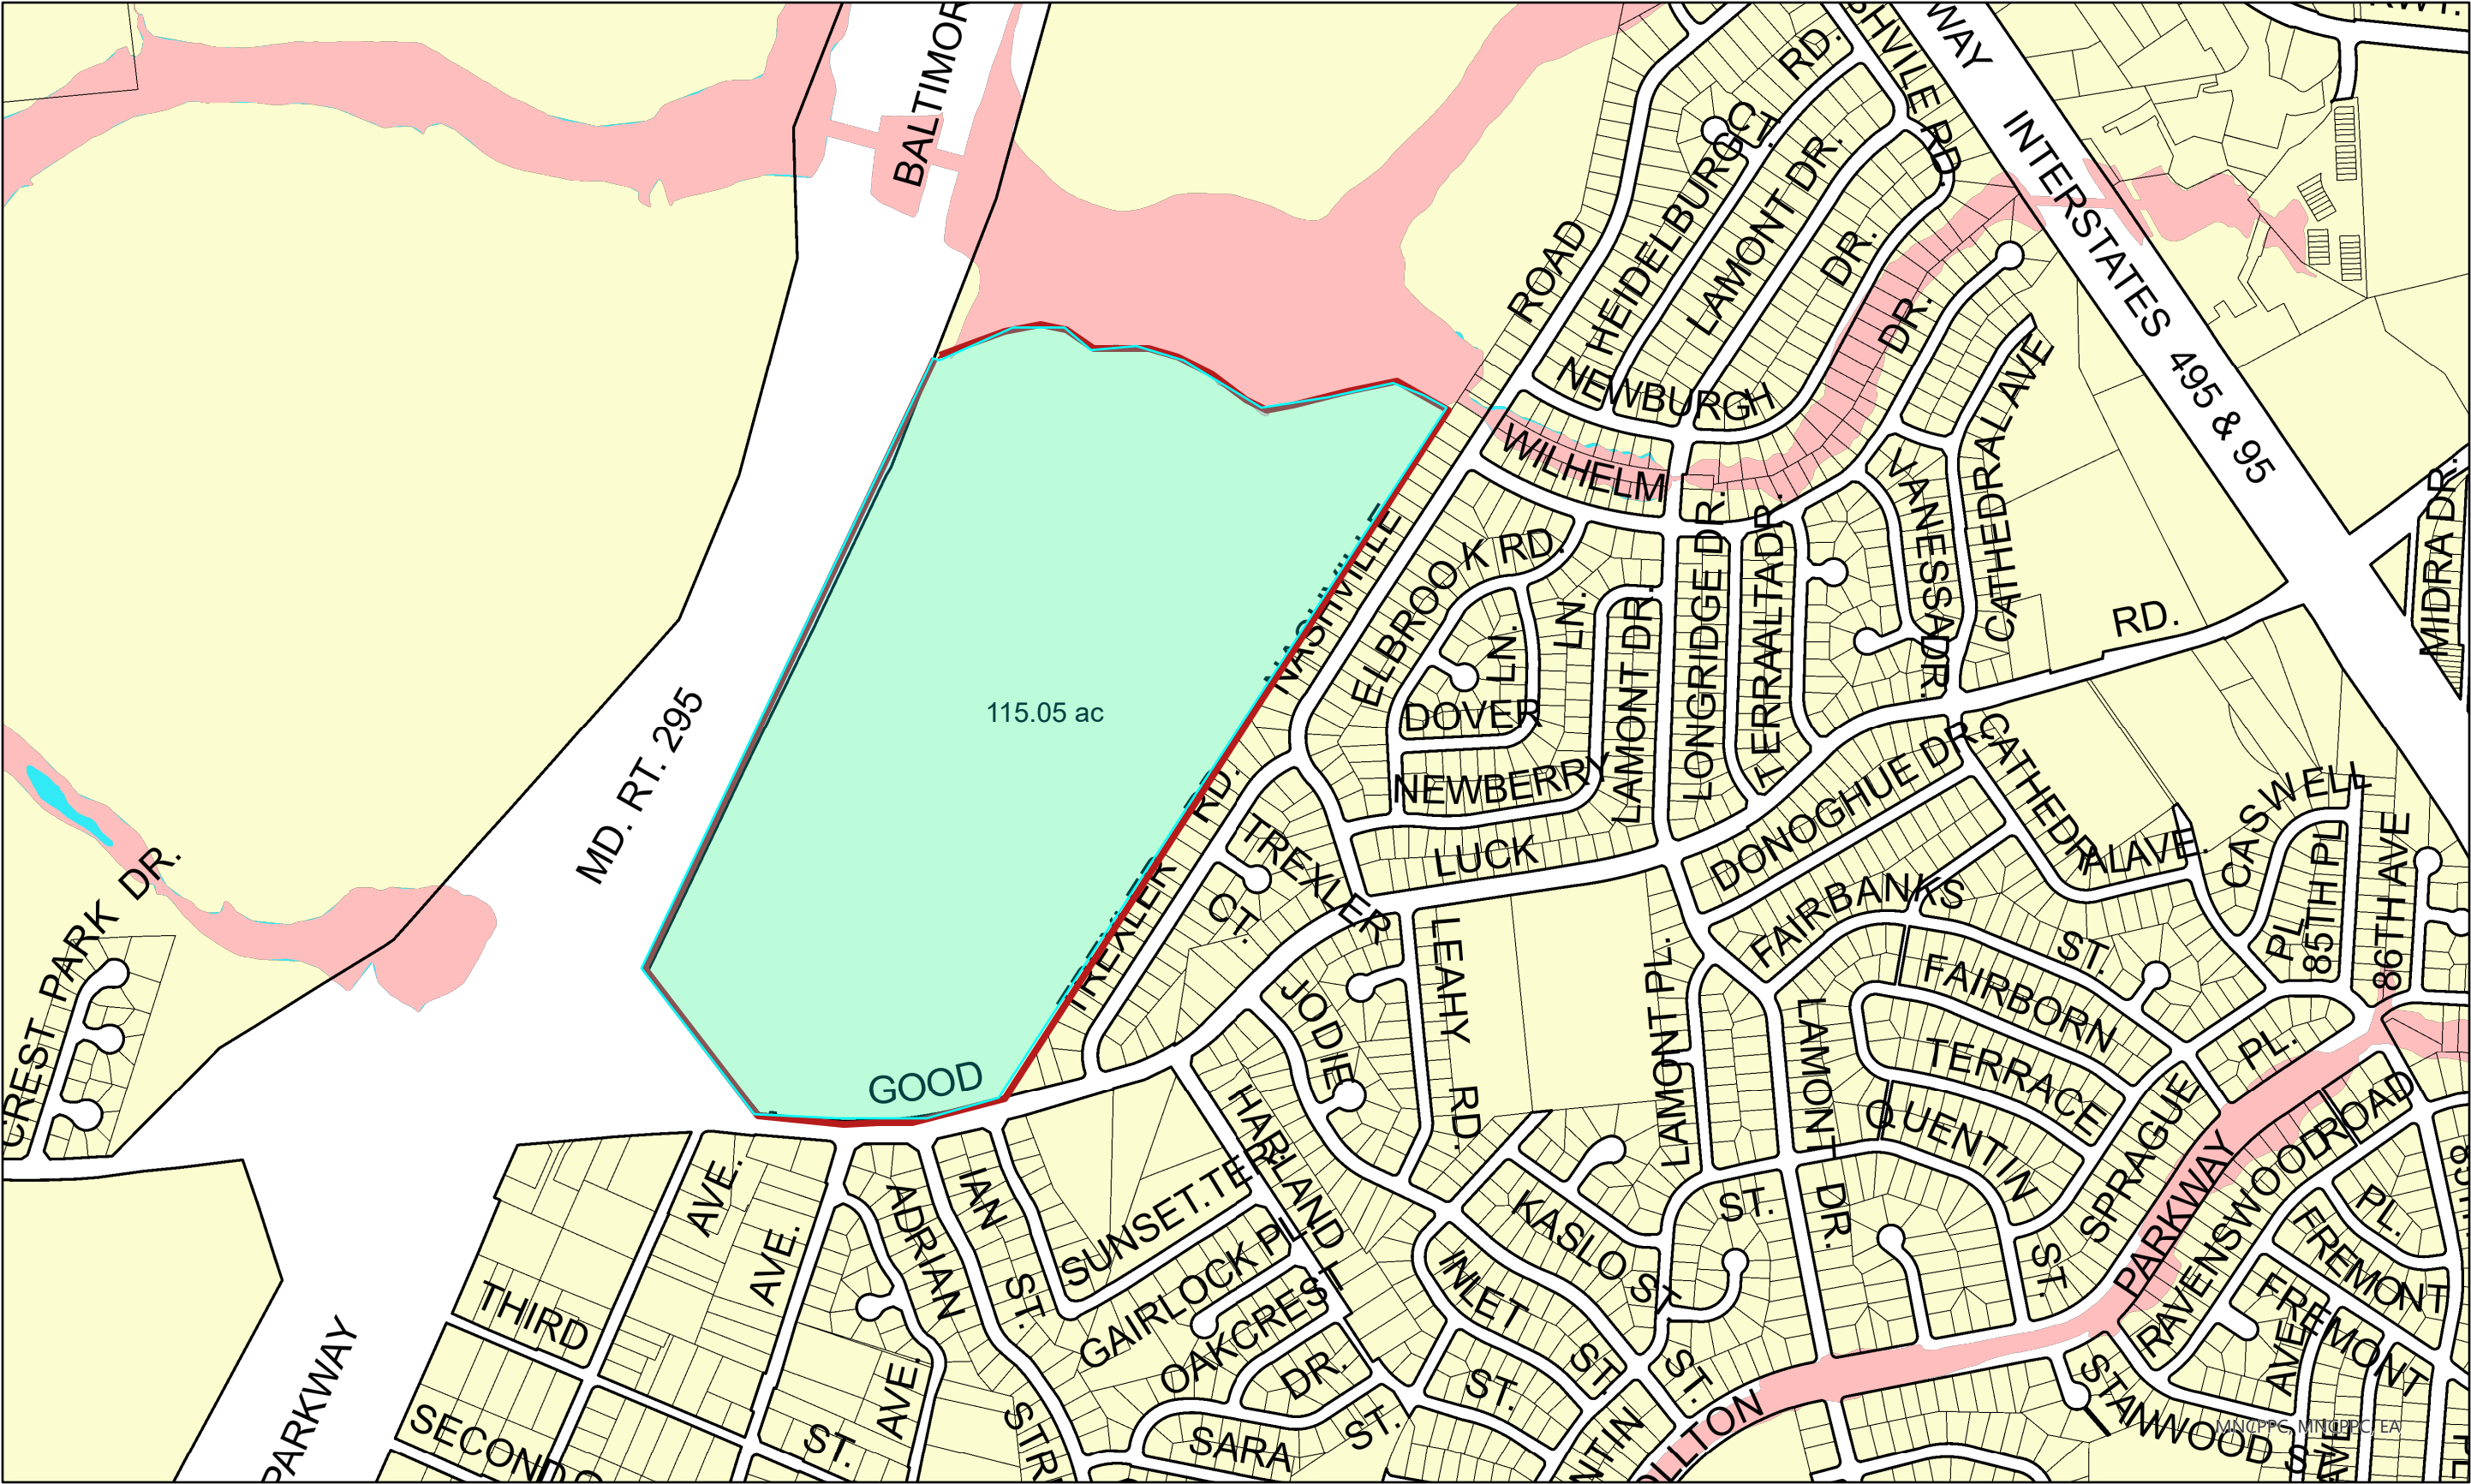 BALTIMOR
RD.
SHVILLE RD.
WAY
INTERSTATES 495 & 95
CT.
HEIDELBURG CT.
LAMONT DR.
DR.
DR.
ROAD
NEWBURGH
WILHELM
CATHEDRAL AVE
VANESSA DR.
MIDRA DR.
NASHVILLE
ELBROOK RD.
LN.
LN.
DOVER
LAMONT DR.
LONGRIDGE DR.
TERRAALTA DR.
RD.
MD. RT. 295
115.05 ac
NEWBERRY
LUCK
TREXLER RD.
TREXLER
CT.
DONOGHUE DR.
CATHEDRAL AVE.
CASWELL
PL.
85TH PL
86TH AVE
FAIRBANKS
ST.
FAIRBORN
TERRACE
PL.
QUENTIN
ST.
SPRAGUE
CREST PARK DR.
GOOD
JODIE
ST.
LEAHY RD.
LAMONT PL.
LAMONT DR.
HARLAND
SUNSET.TER.
GAIRLOCK PL
OAKCREST
DR.
IAN
ST.
ADRIAN
AVE.
AVE.
THIRD
SECOND
ST.
AVE.
PARKWAY
KASLO ST
ST.
INLET
ST.
ST.
ST.
SARA
ST.
PARKWAY
RAVENSWOOD ROAD
PL.
FREMONT
FREMONT
AVE
STANWOOD
MNCPPC, MNCPPC, EA